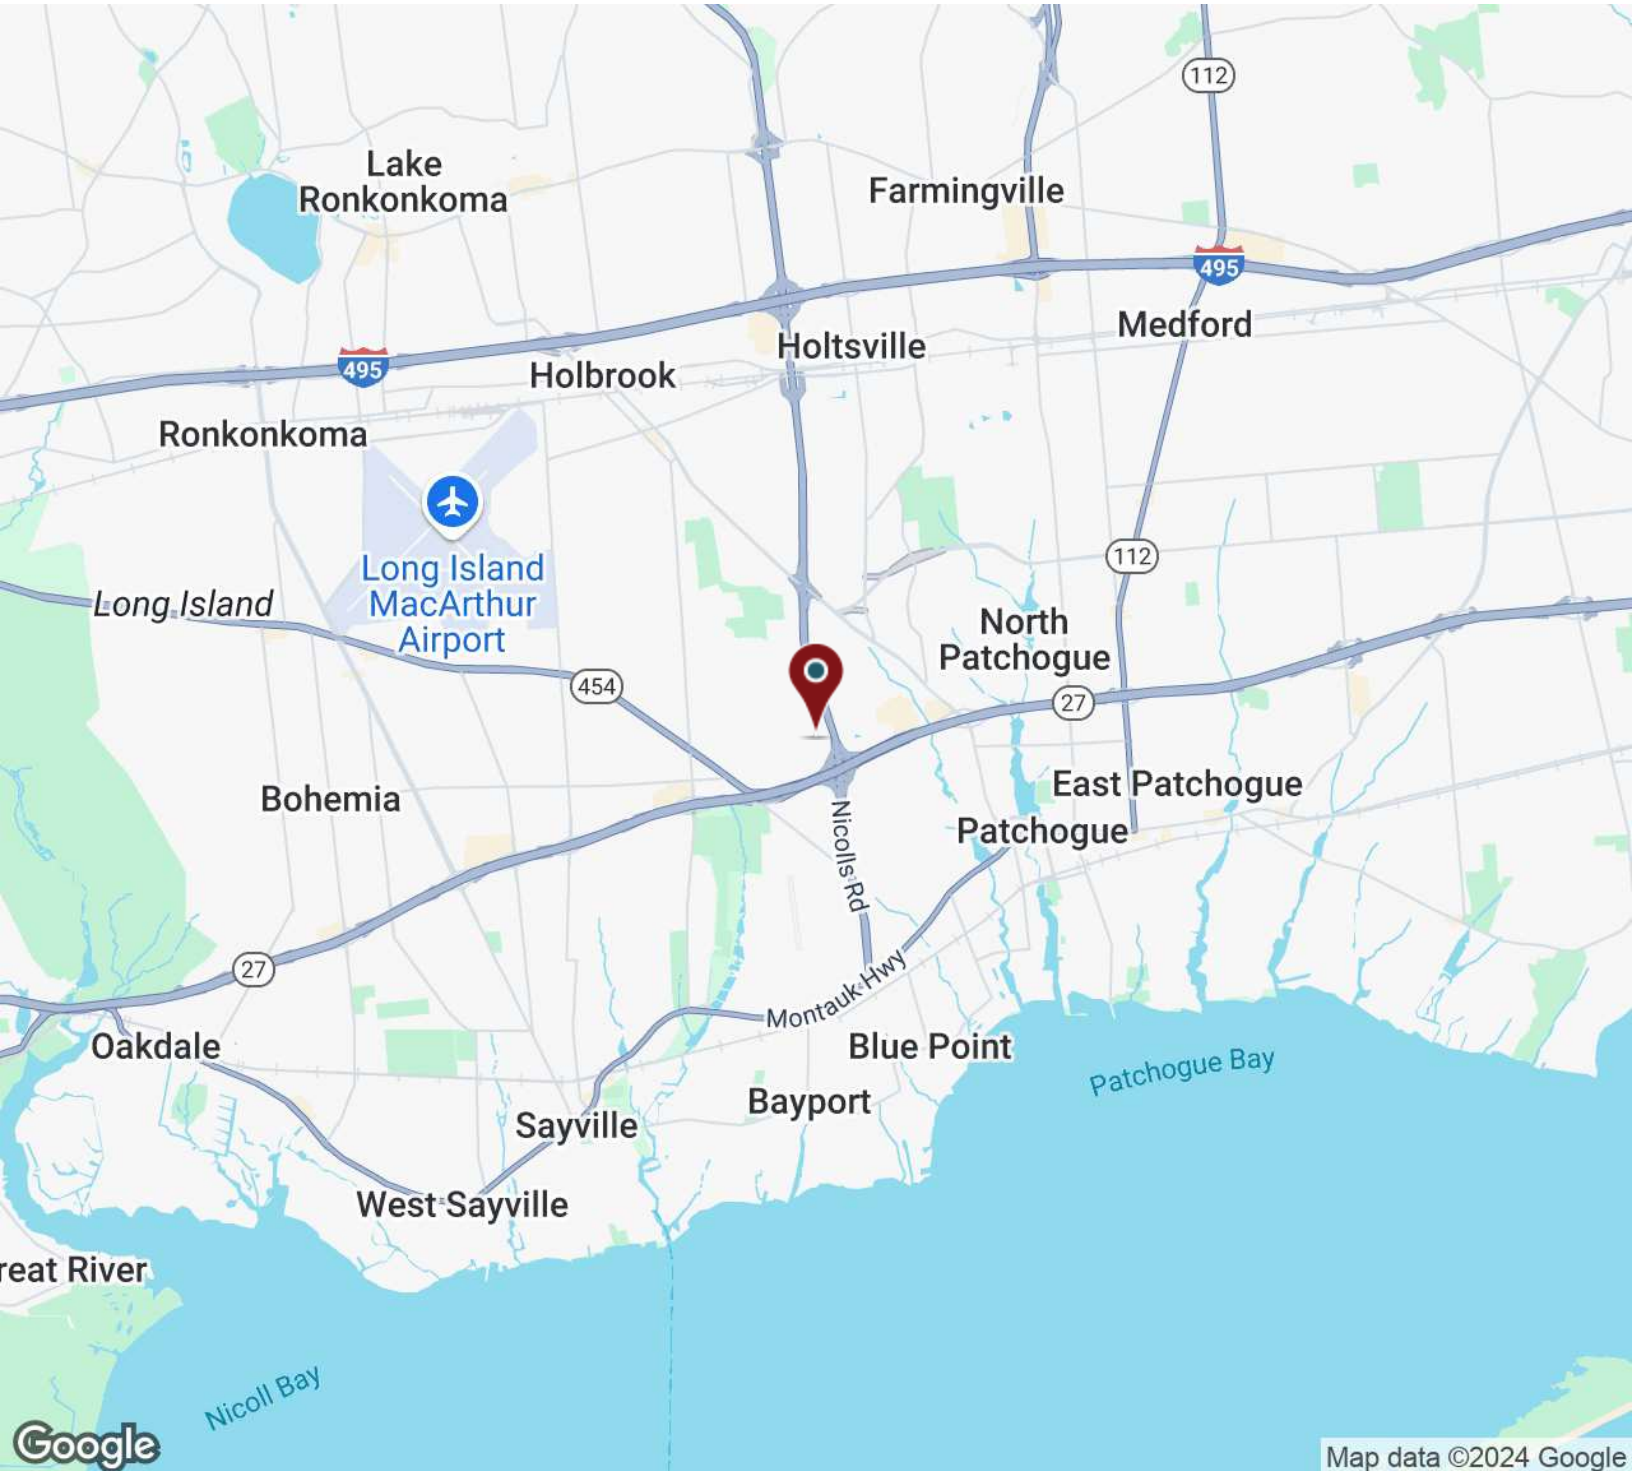 112
Lake
Ronkonkoma
Farmingville
495
Medford
Holtsville
495
Holbrook
Ronkonkoma
112
Long Island
MacArthur
Airport
Long Island
North
Patchogue
454
27
East Patchogue
Bohemia
Patchogue
Nicolls Rd
27
Montauk Hwy
Oakdale
Blue Point
Patchogue Bay
Bayport
Sayville
West Sayville
reat River
Nicoll Bay
Google
Map data ©2024 Google